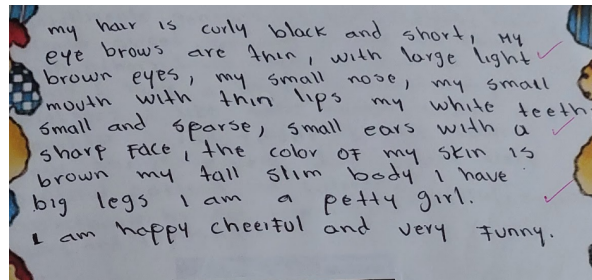 my hair is curly black and short, My
eye brows are thin, with large light
brown eyes, my small nose, my small
mouth with thin lips my white teeth
small and sparse, small ears with a
sharp Face, the color of my skin is
brown my tall slim body I have
big legs I am a petty girl.
I am happy cheerful and very Funny.